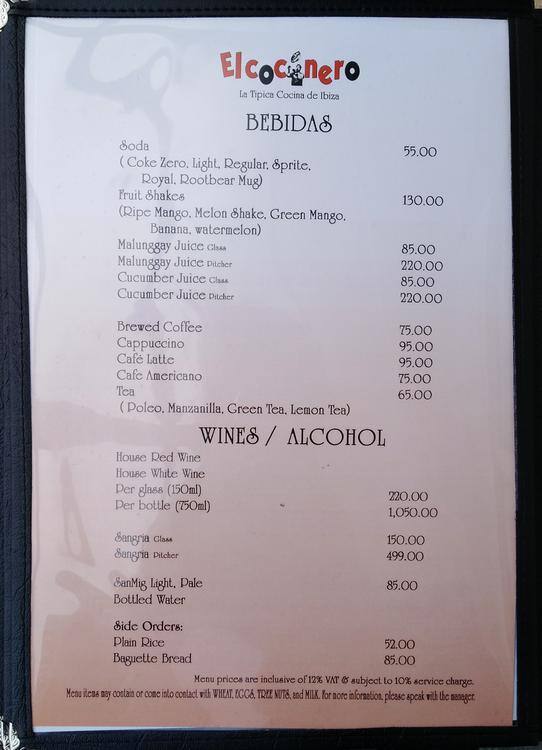 El cocinero
La Tipica Cocina de Ibiza
BEBIDAS
Soda 55.00
( Coke Zero, Light, Regular, Sprite,
Royal, Rootbear Mug)
Fruit Shakes 130.00
(Ripe Mango, Melon Shake, Green Mango,
Banana, watermelon)
Malunggay Juice Glass 85.00
Malunggay Juice Pitcher 220.00
Cucumber Juice Glass 85.00
Cucumber Juice Pitcher 220.00
Brewed Coffee 75.00
Cappuccino 95.00
Café Latte 95.00
Cafe Americano 75.00
Tea 65.00
( Poleo, Manzanilla, Green Tea, Lemon Tea)
WINES / ALCOHOL
House Red Wine
House White Wine
Per glass (150ml) 220.00
Per bottle (750ml) 1,050.00
Sangria Glass 150.00
Sangria Pitcher 499.00
SanMig Light, Pale 85.00
Bottled Water
Side Orders:
Plain Rice 52.00
Baguette Bread 85.00
Menu prices are inclusive of 12% VAT & subject to 10% service charge.
Menu items may contain or come into contact with WHEAT, EGGS, TREE NUTS, and MILK. For more information, please speak with the manager.